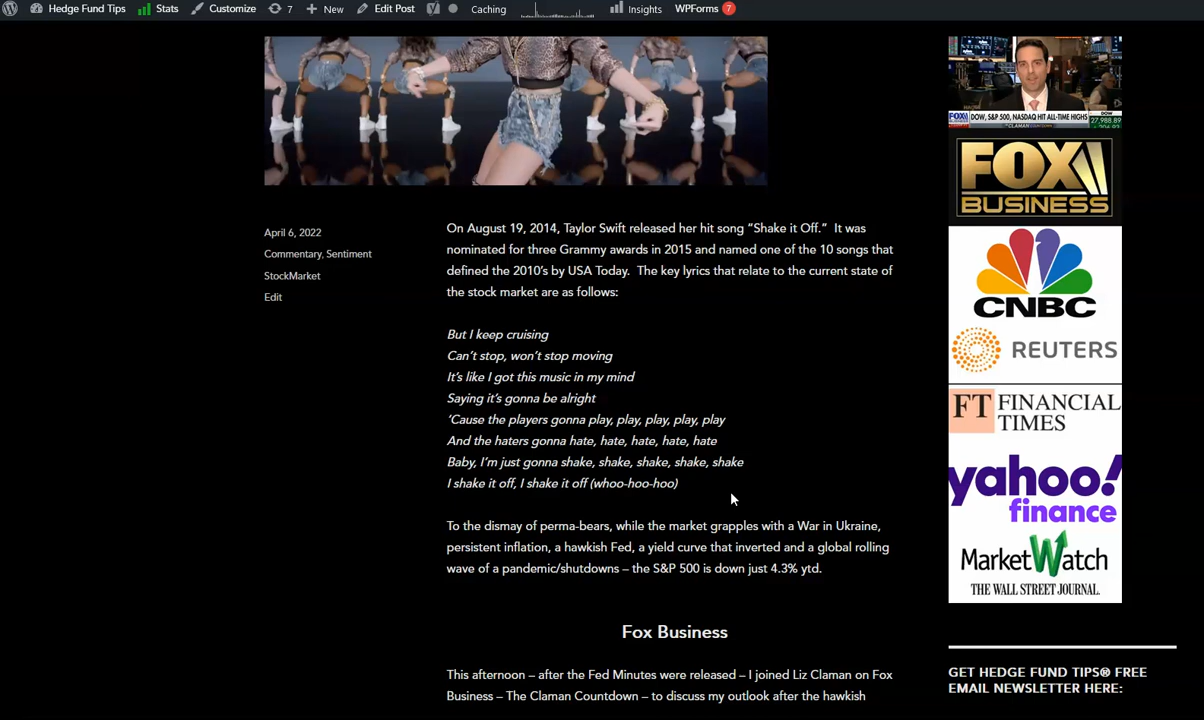 Hedge Fund Tips Stats Customize 7 New Edit Post Caching Insights WPForms 7
DOW, S&P 500, NASDAQ HIT ALL-TIME HIGHS
DOW
27,988.89
FOX
BUSINESS
CNBC
REUTERS
FT FINANCIAL
TIMES
yahoo!
finance
MarketWatch
THE WALL STREET JOURNAL.
April 6, 2022
Commentary, Sentiment
StockMarket
Edit
On August 19, 2014, Taylor Swift released her hit song “Shake it Off.” It was
nominated for three Grammy awards in 2015 and named one of the 10 songs that
defined the 2010’s by USA Today. The key lyrics that relate to the current state of
the stock market are as follows:
But I keep cruising
Can’t stop, won’t stop moving
It’s like I got this music in my mind
Saying it’s gonna be alright
‘Cause the players gonna play, play, play, play, play
And the haters gonna hate, hate, hate, hate, hate
Baby, I’m just gonna shake, shake, shake, shake, shake
I shake it off, I shake it off (whoo-hoo-hoo)
To the dismay of perma-bears, while the market grapples with a War in Ukraine,
persistent inflation, a hawkish Fed, a yield curve that inverted and a global rolling
wave of a pandemic/shutdowns – the S&P 500 is down just 4.3% ytd.
Fox Business
This afternoon – after the Fed Minutes were released – I joined Liz Claman on Fox
Business – The Claman Countdown – to discuss my outlook after the hawkish
GET HEDGE FUND TIPS® FREE
EMAIL NEWSLETTER HERE: